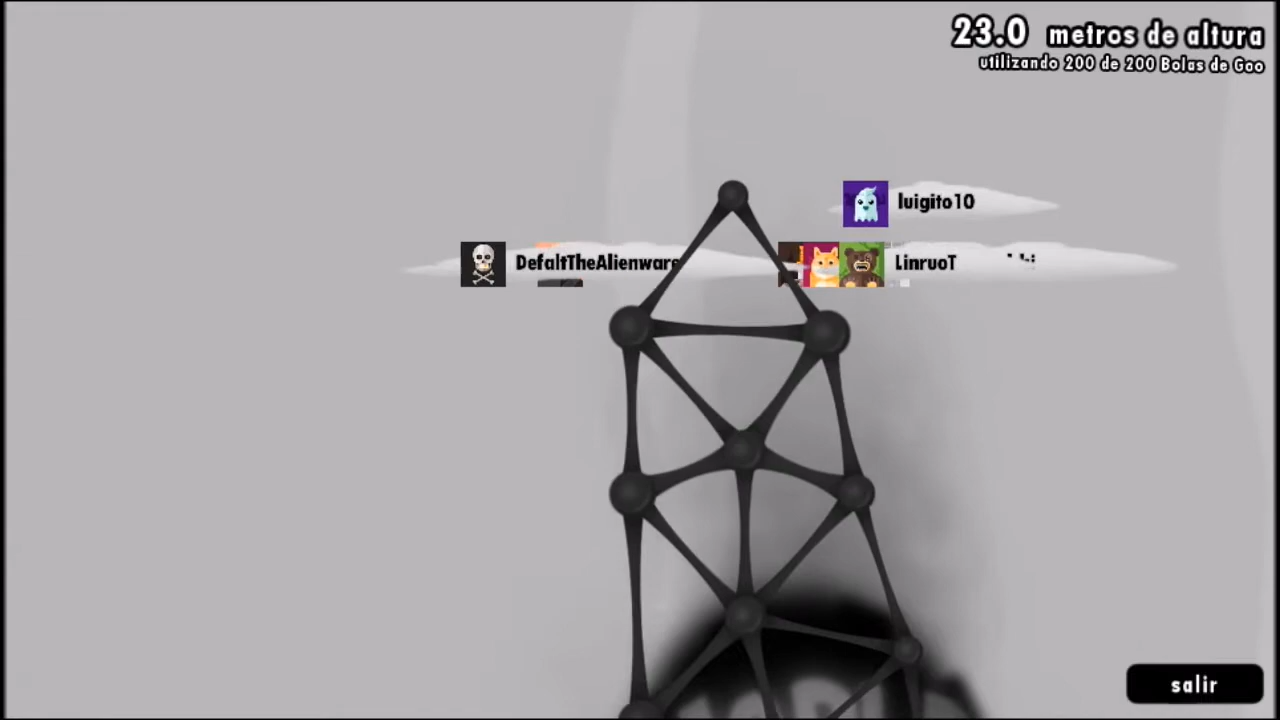 23.0 metros de altura
utilizando 200 de 200 Bolas de Goo
luigito10
DefaltTheAlienware
LinruoT
salir